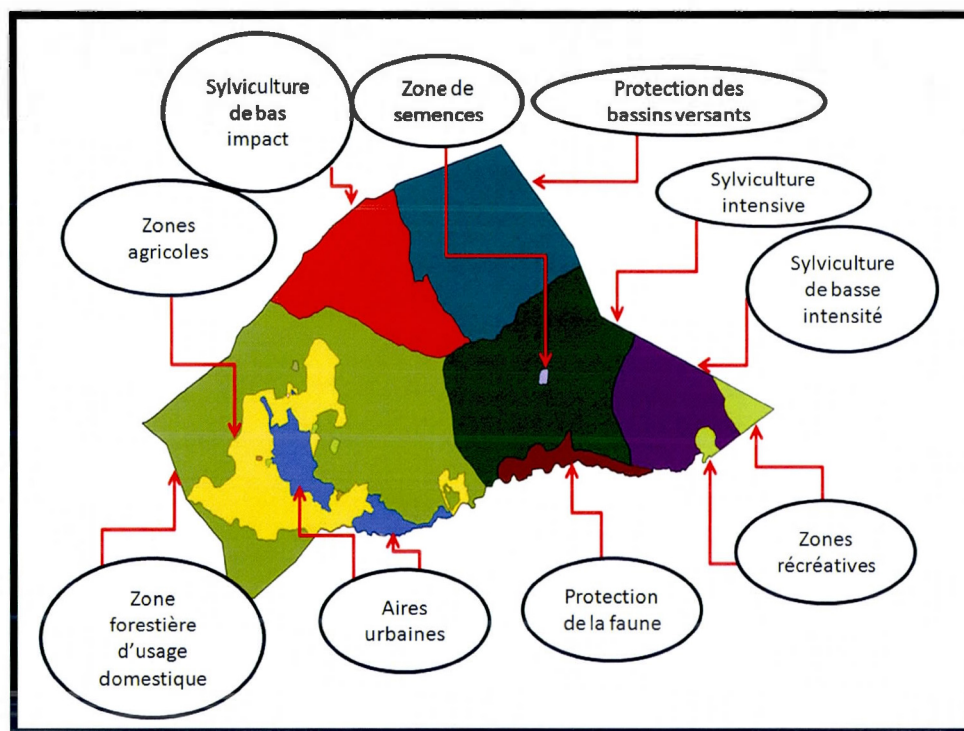 Sylviculture
de bas
impact
Zone de
semences
Protection des
bassins versants
Sylviculture
intensive
Zones
agricoles
Sylviculture
de basse
intensité
Zone
forestière
d'usage
domestique
Aires
urbaines
Protection
de la faune
Zones
récréatives